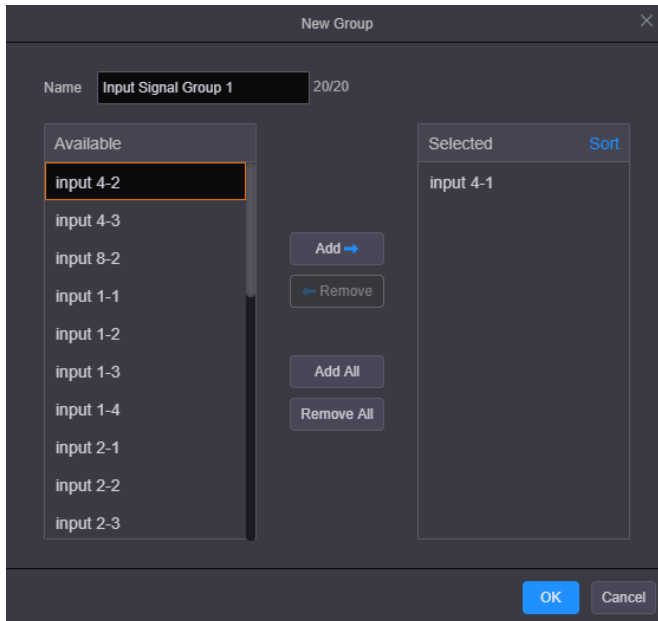 New Group
Name Input Signal Group 1 20/20
Available
input 4-2
input 4-3
input 8-2
input 1-1
input 1-2
input 1-3
input 1-4
input 2-1
input 2-2
input 2-3
Add
Remove
Add All
Remove All
Selected Sort
input 4-1
OK Cancel